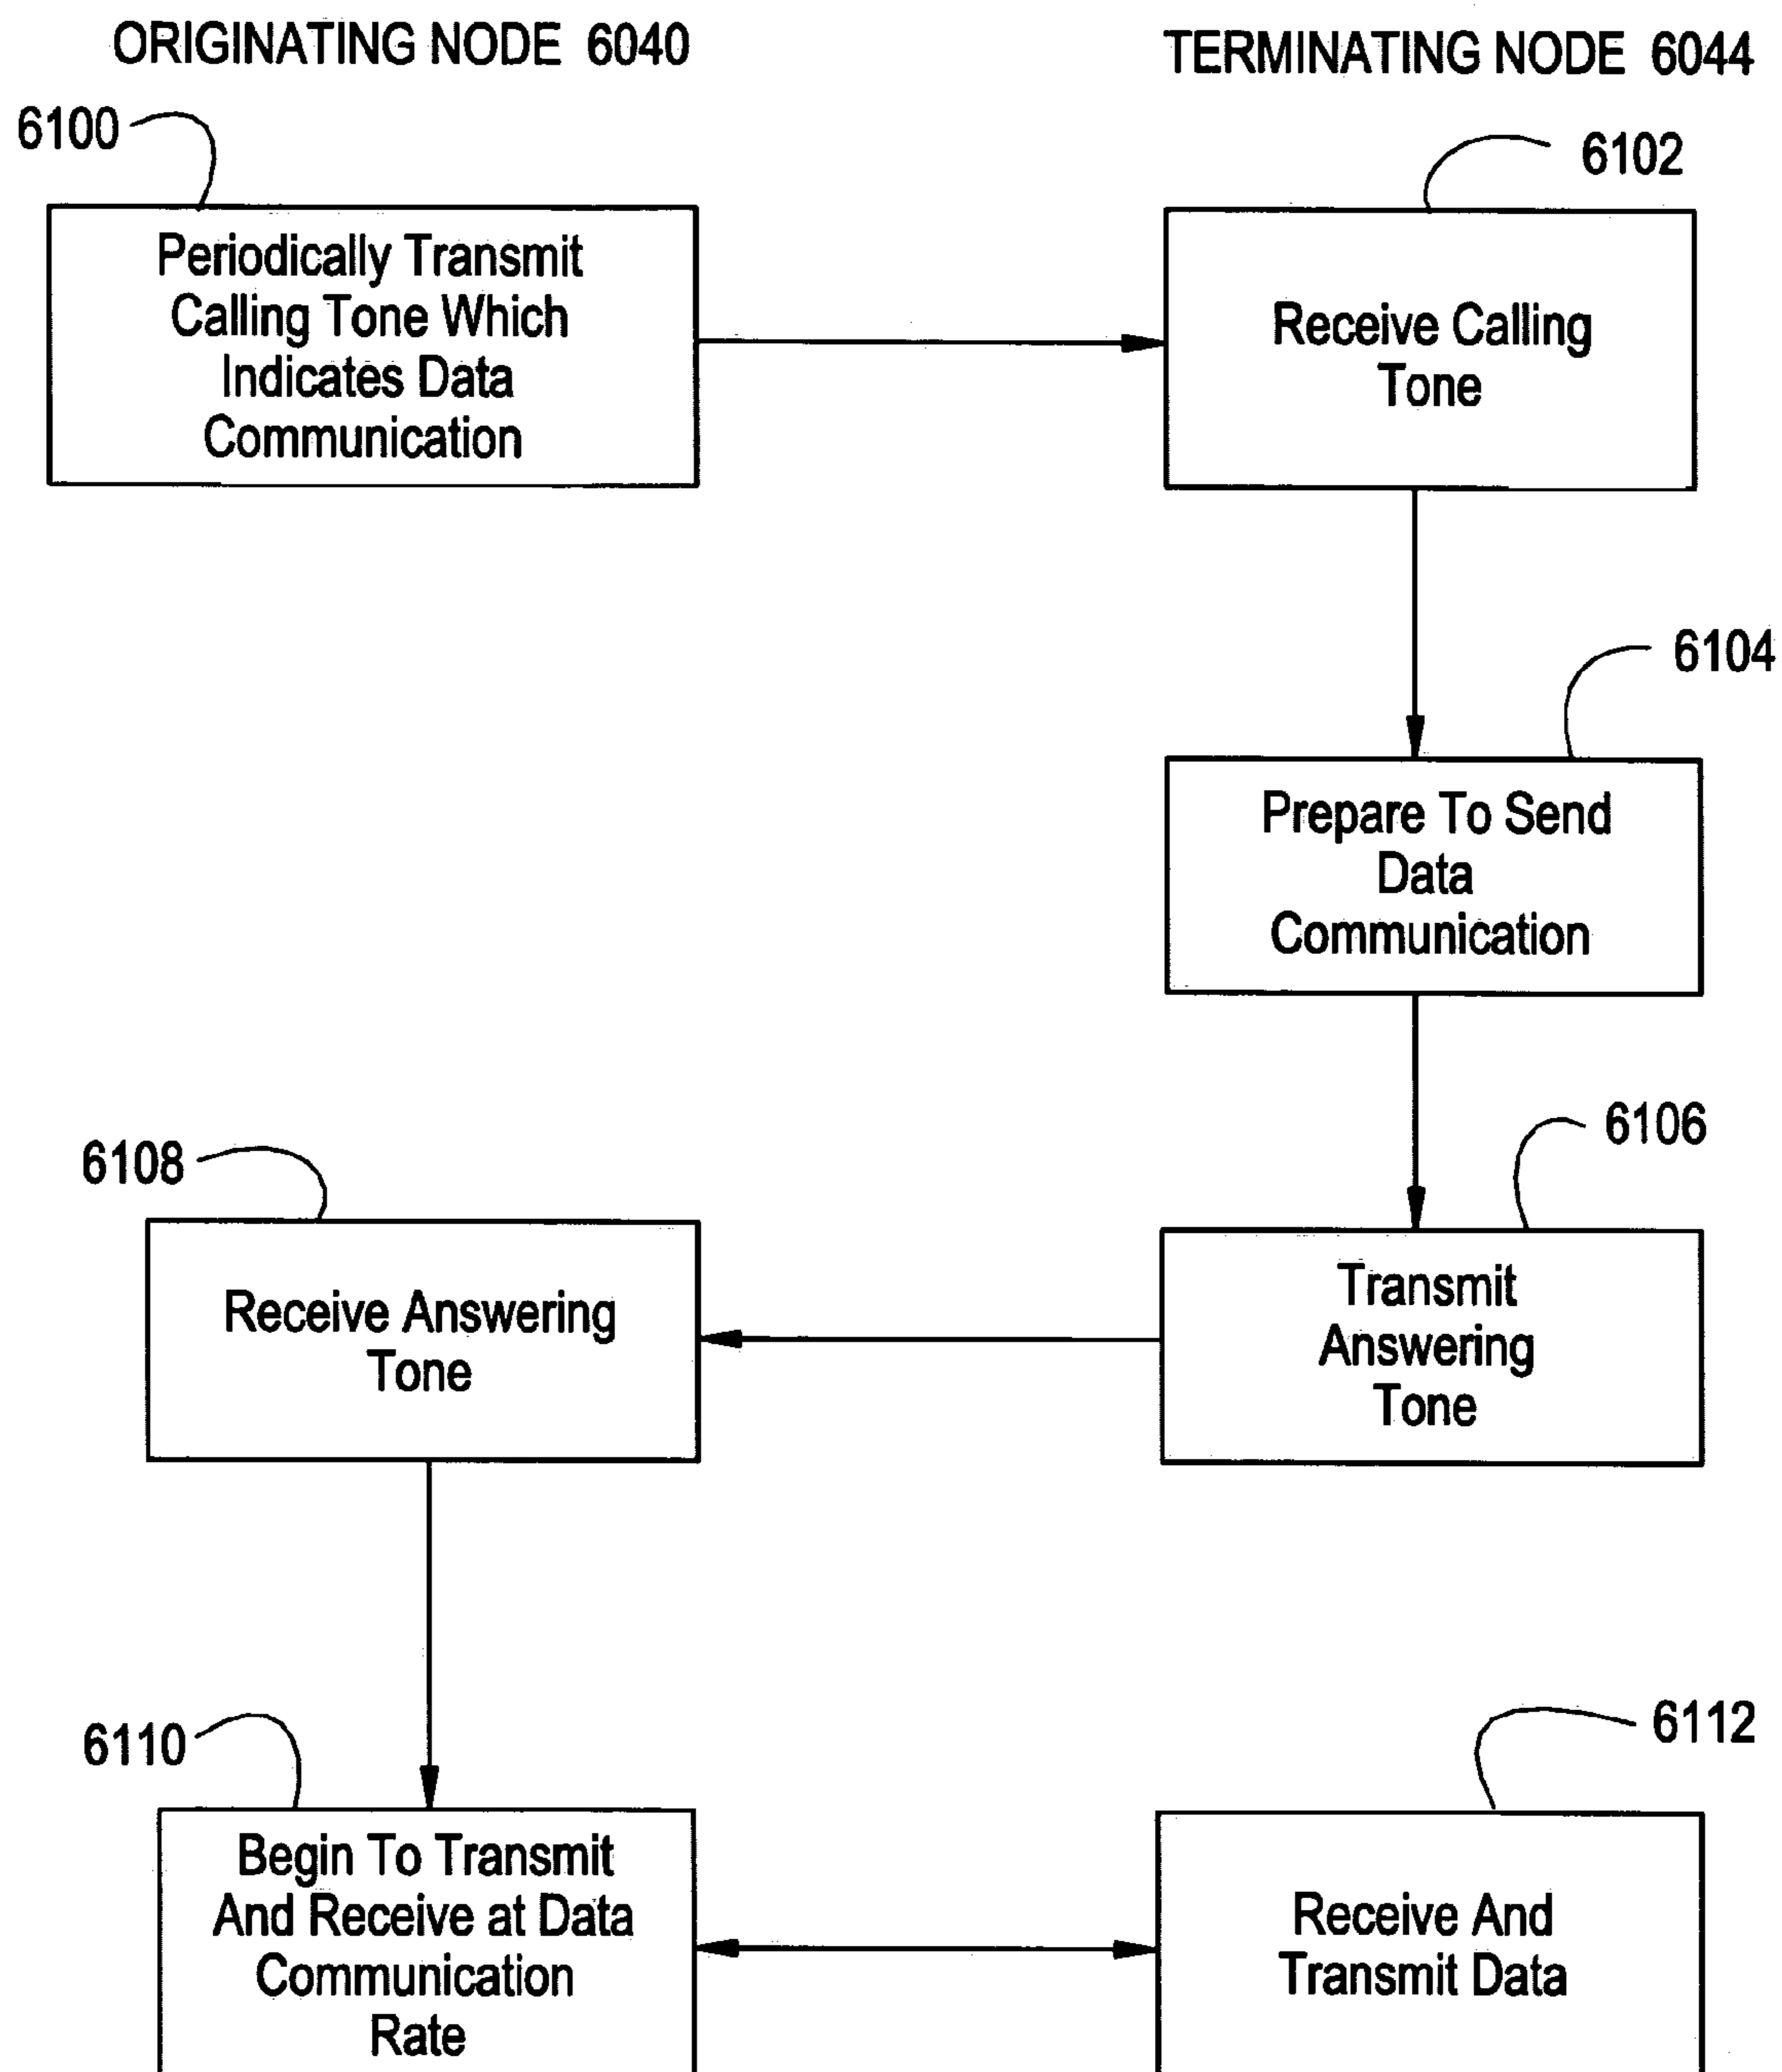 ORIGINATING NODE 6040
TERMINATING NODE 6044
6100
6102
Periodically Transmit
Calling Tone Which
Indicates Data
Communication
Receive Calling
Tone
6104
Prepare To Send
Data
Communication
6106
6108
Transmit
Answering
Tone
Receive Answering
Tone
6110
6112
Begin To Transmit
And Receive at Data
Communication
Rate
Receive And
Transmit Data